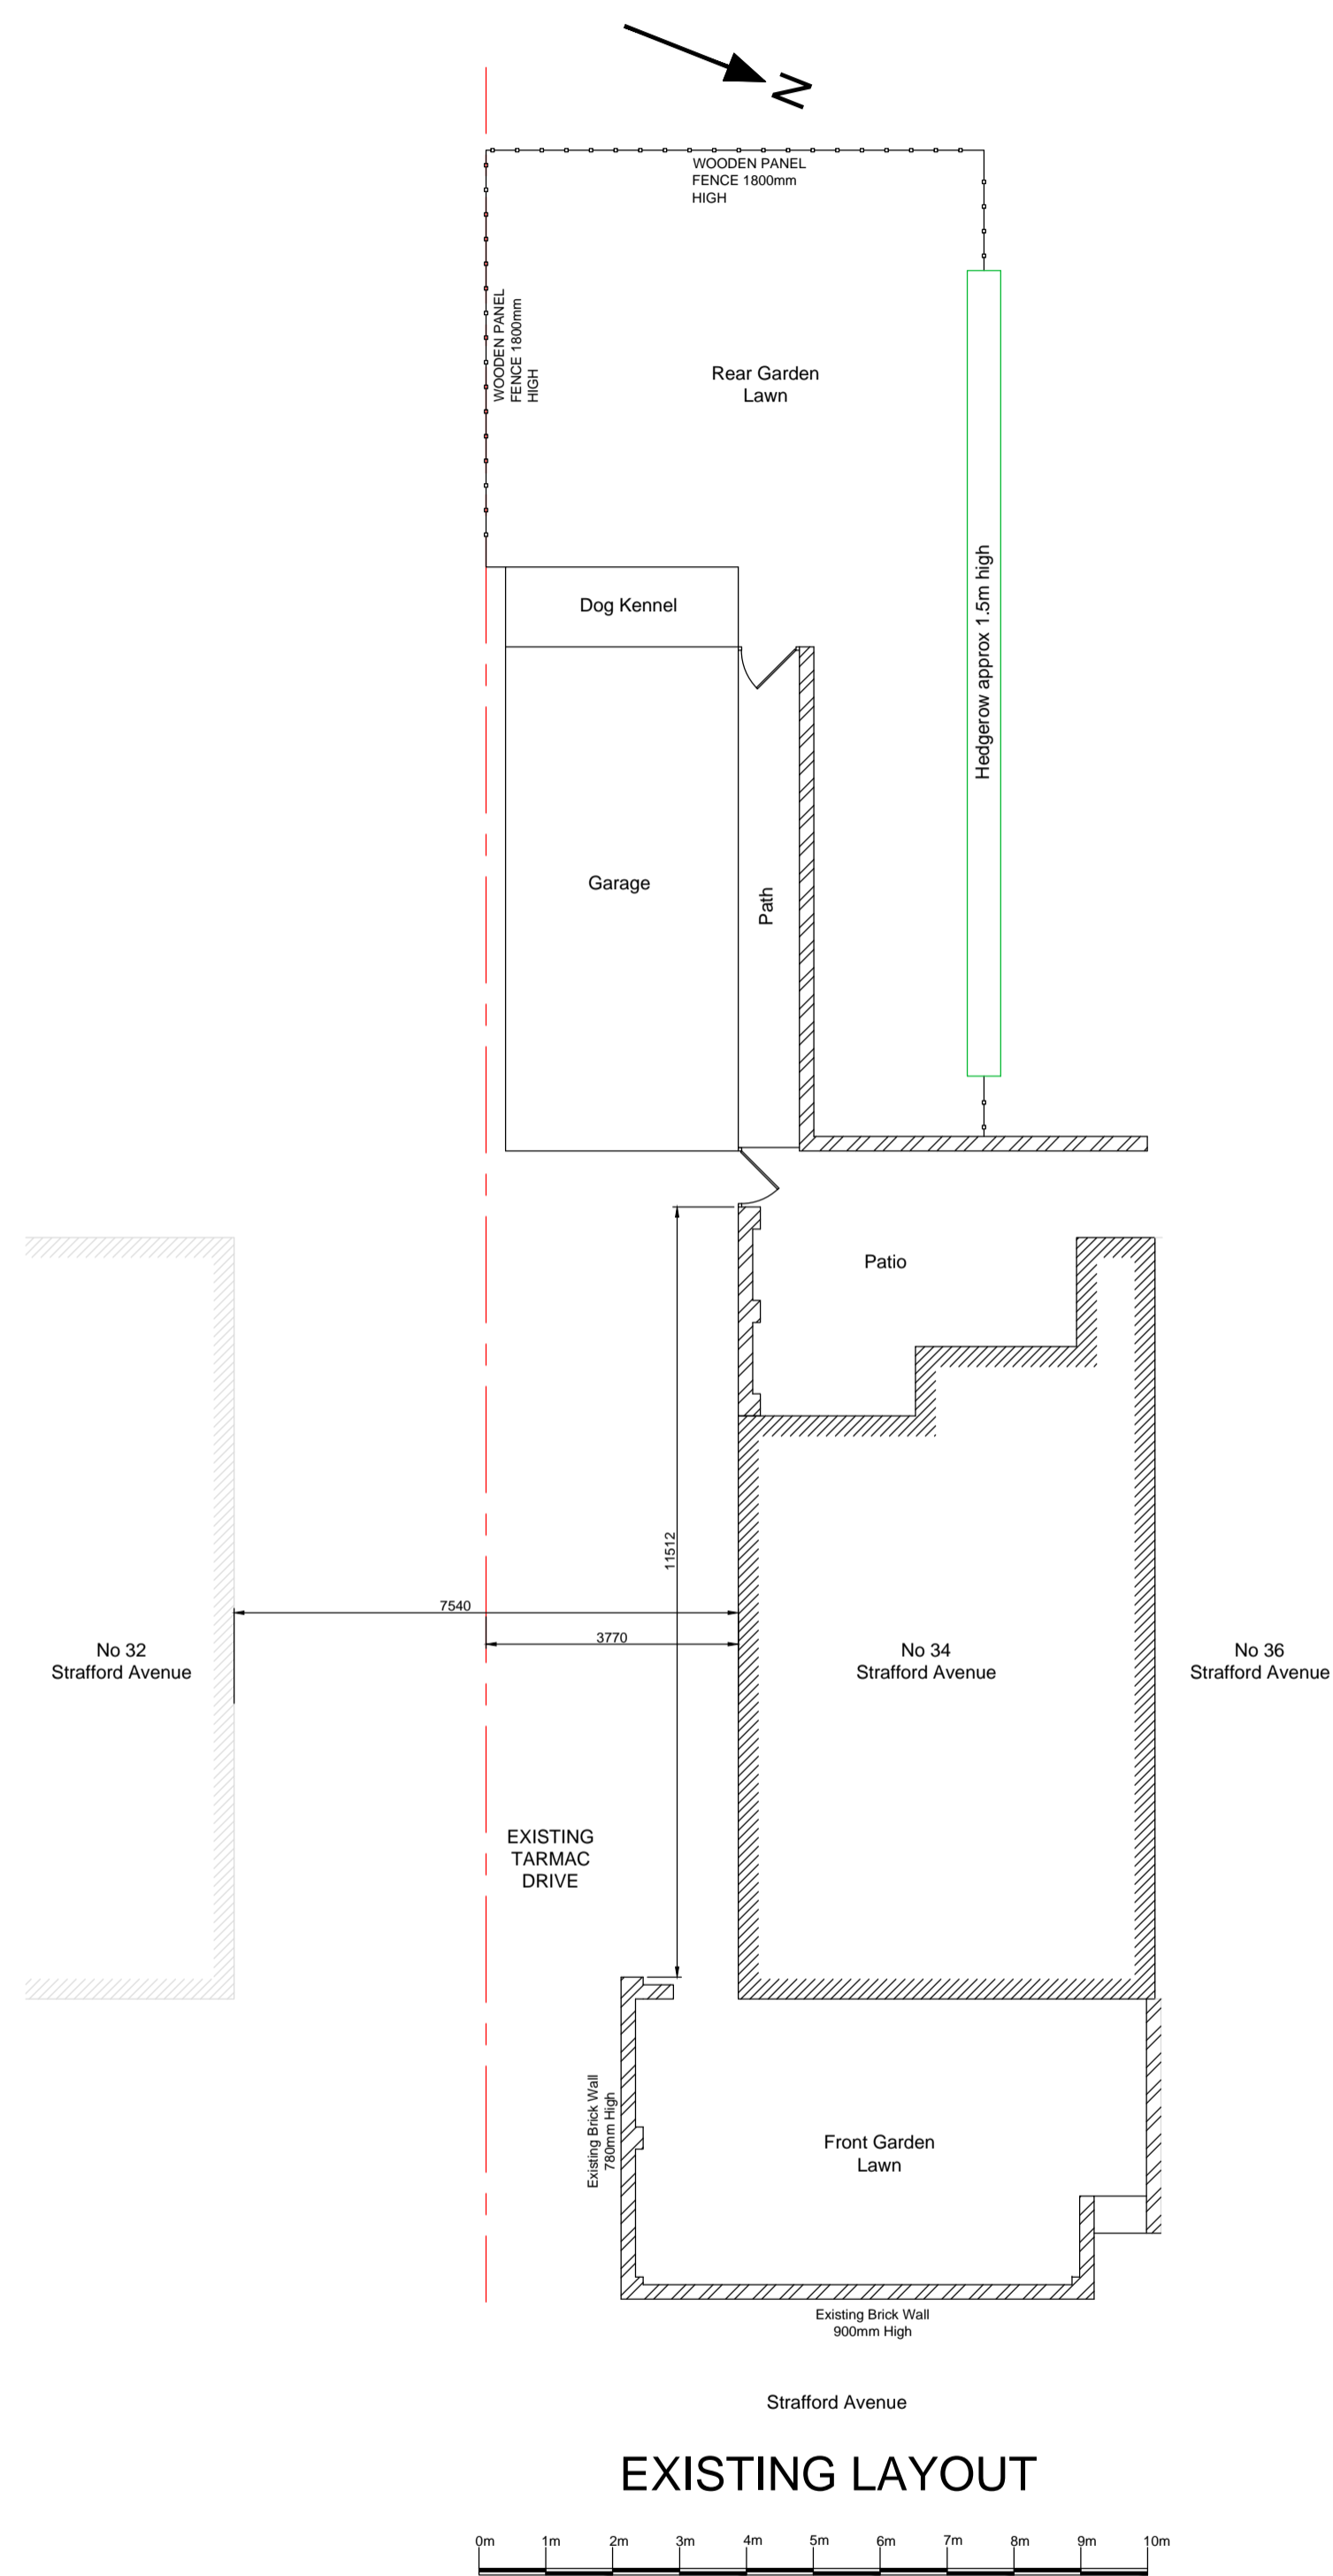 N
WOODEN PANEL
FENCE 1800mm
HIGH
WOODEN PANEL
FENCE 1800mm
HIGH
Rear Garden
Lawn
Hedgerow approx 1.5m high
Dog Kennel
Garage
Path
Patio
11512
7540
3770
No 32
Strafford Avenue
No 34
Strafford Avenue
No 36
Strafford Avenue
EXISTING
TARMAC
DRIVE
Existing Brick Wall
780mm High
Front Garden
Lawn
Existing Brick Wall
900mm High
Strafford Avenue
EXISTING LAYOUT
0m 1m 2m 3m 4m 5m 6m 7m 8m 9m 10m